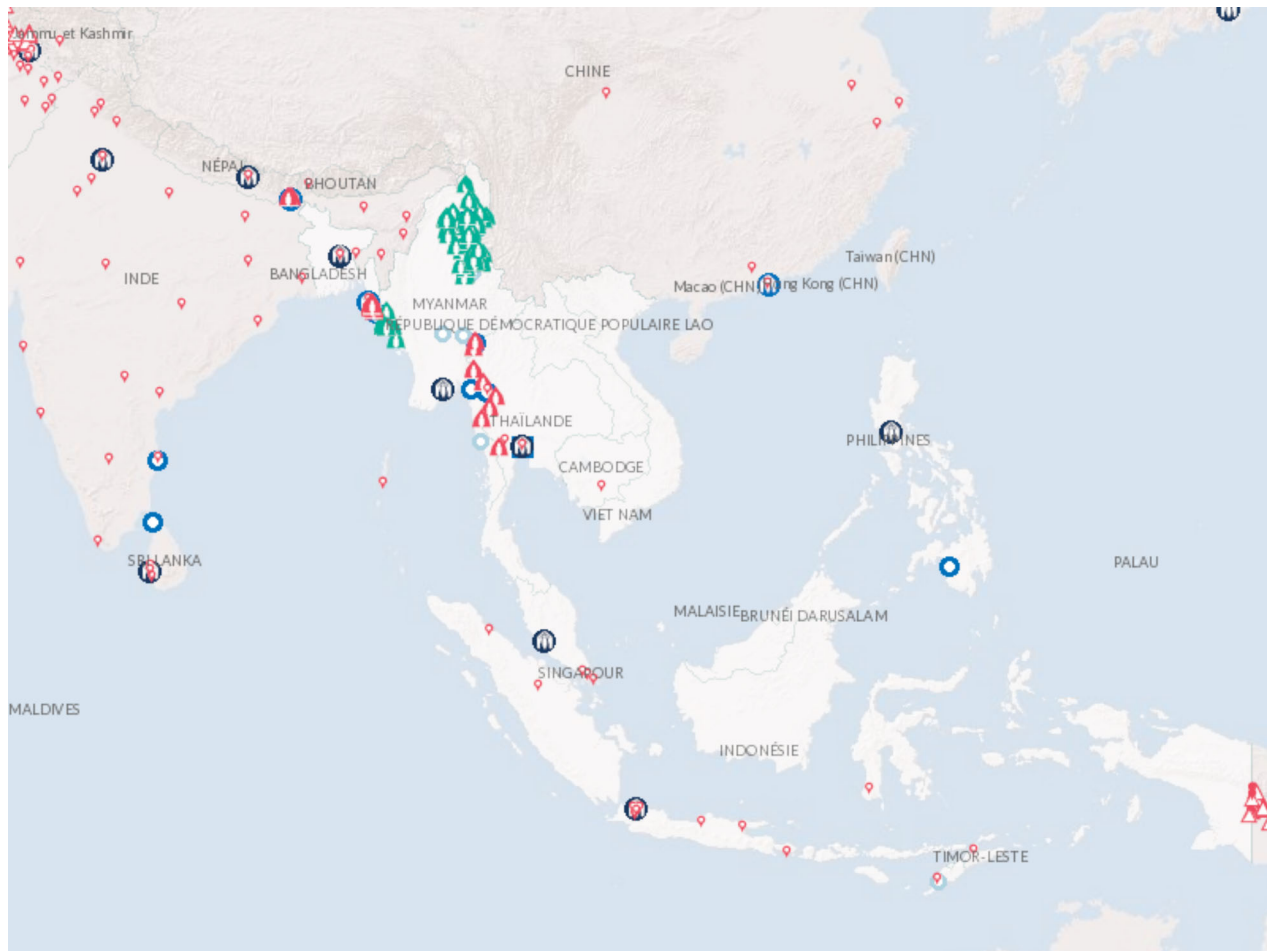 Jammu et Kashmir
CHINE
NÉPAL
BHOUTAN
Taiwan (CHN)
INDE
BANGLADESH
Macao (CHN)
Hong Kong (CHN)
MYANMAR
RÉPUBLIQUE DÉMOCRATIQUE POPULAIRE LAO
THAÏLANDE
PHILIPPINES
CAMBODGE
VIET NAM
SRI LANKA
PALAU
MALAISIE
BRUNÉI DARUSALAM
SINGAPOUR
MALDIVES
INDONÉSIE
TIMOR-LESTE